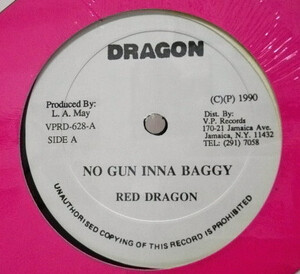 DRAGON
Produced By:
L. A. May
VPRD-628-A
SIDE A
(C)(P) 1990
Dist. By:
V.P. Records
170-21 Jamaica Ave.
Jamaica, N.Y. 11432
TEL: (291) 7058
NO GUN INNA BAGGY
RED DRAGON
UNAUTHORISED COPYING OF THIS RECORD IS PROHIBITED